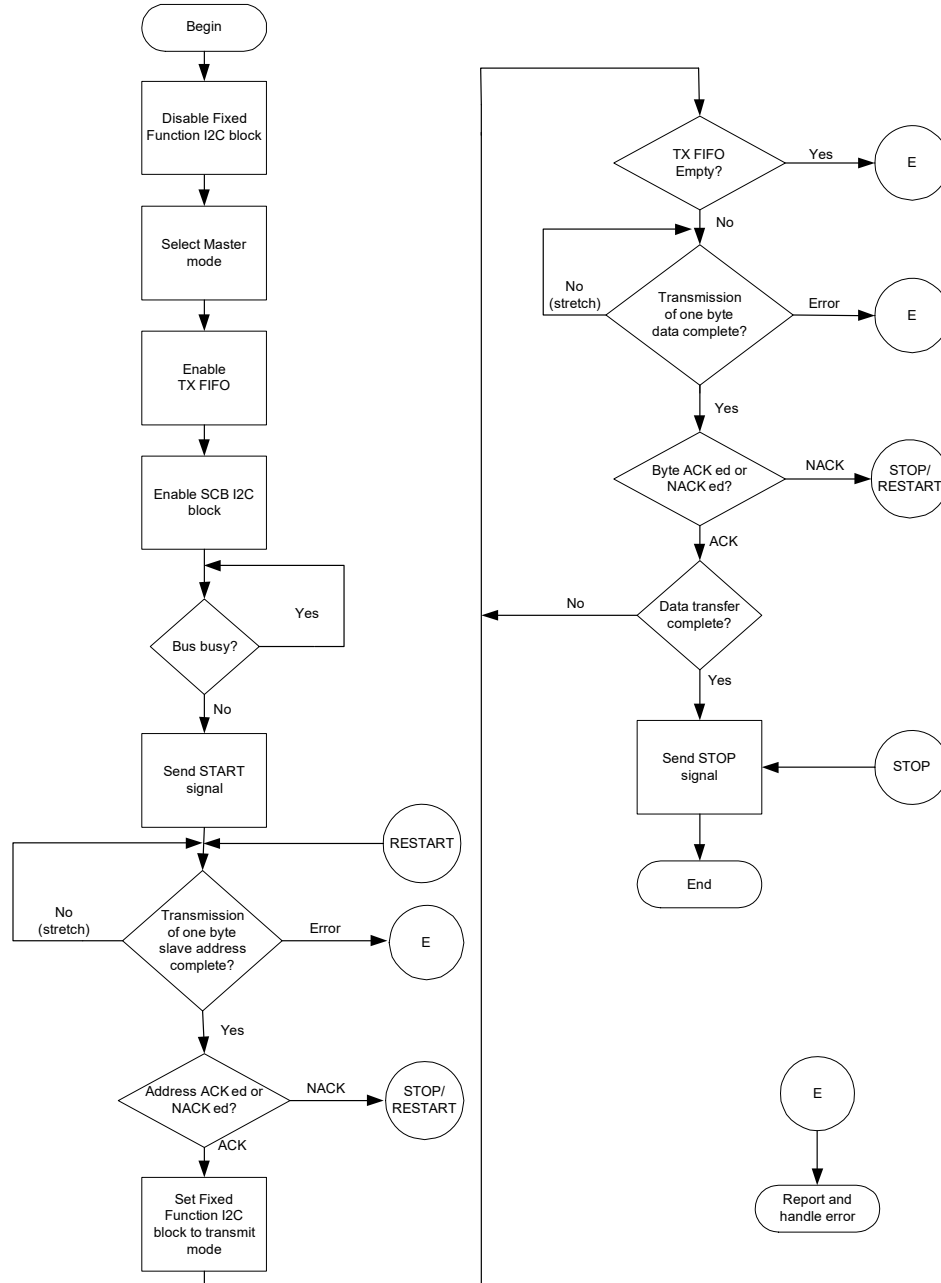 Begin
Disable Fixed
Function I2C block
Select Master
mode
Enable
TX FIFO
Enable SCB I2C
block
Yes
Bus busy?
No
Send START
signal
RESTART
No
(stretch)
Transmission
of one byte
slave address
complete?
Error
E
Yes
Address ACK ed or
NACK ed?
NACK
STOP/
RESTART
ACK
Set Fixed
Function I2C
block to transmit
mode
TX FIFO
Empty?
Yes
E
No
No
(stretch)
Transmission
of one byte
data complete?
Error
E
Yes
Byte ACK ed or
NACK ed?
NACK
STOP/
RESTART
ACK
No
Data transfer
complete?
Yes
Send STOP
signal
STOP
End
E
Report and
handle error